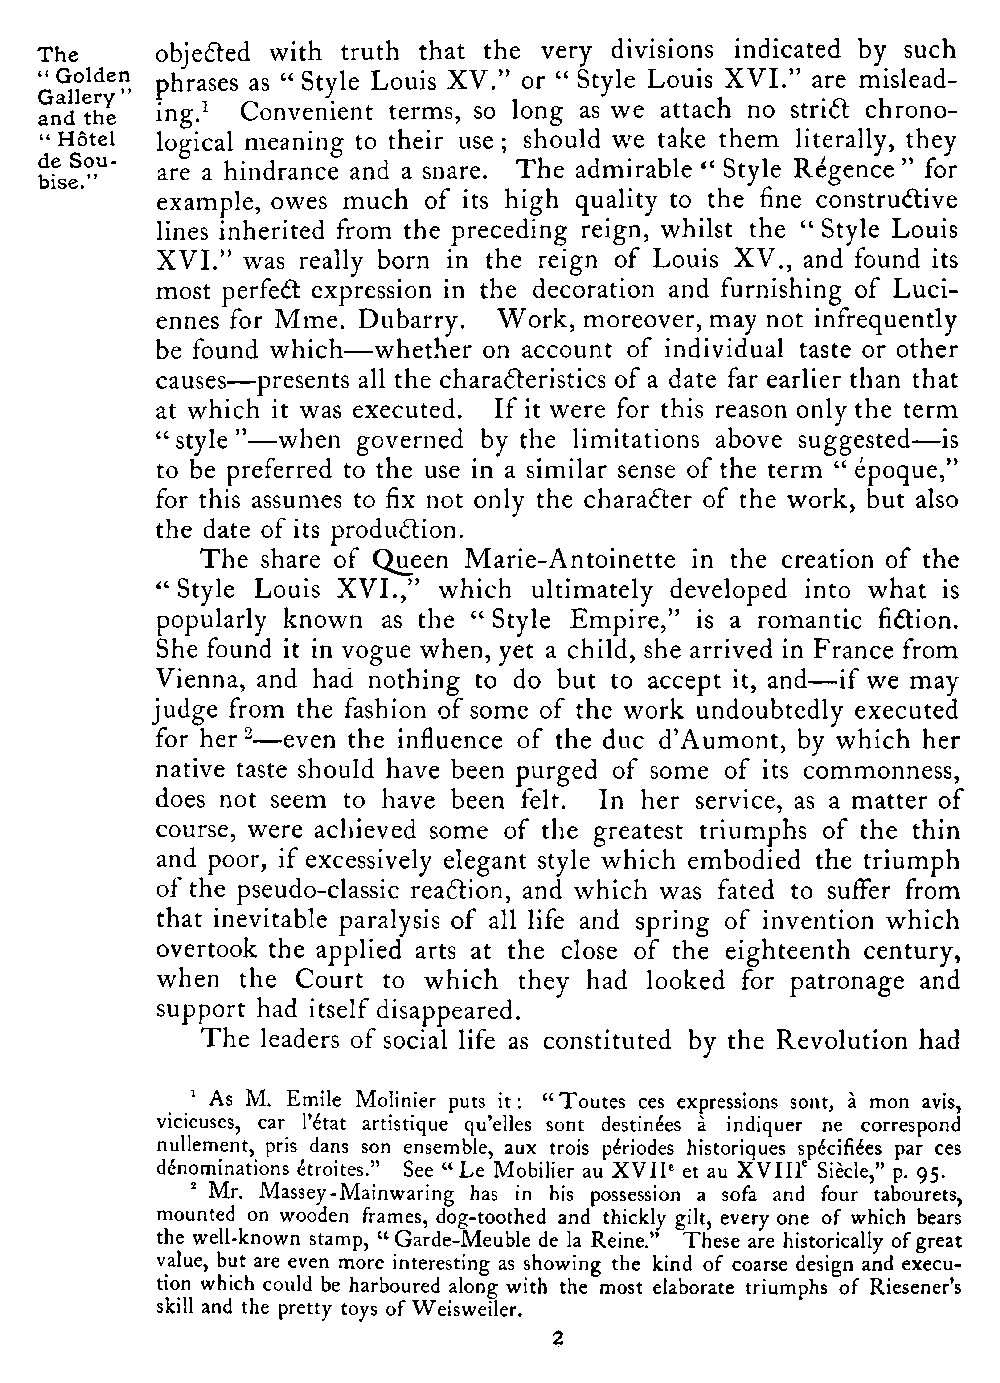 The
“ Golden
Gallery ”
and the
“ Hôtel
de Sou-
bise.”
objected with truth that the very divisions indicated by such
phrases as “ Style Louis XV.” or “ Style Louis XVI.” are mislead-
ing.¹ Convenient terms, so long as we attach no strict chrono-
logical meaning to their use ; should we take them literally, they
are a hindrance and a snare. The admirable “ Style Régence ” for
example, owes much of its high quality to the fine constructive
lines inherited from the preceding reign, whilst the “ Style Louis
XVI.” was really born in the reign of Louis XV., and found its
most perfect expression in the decoration and furnishing of Luci-
ennes for Mme. Dubarry. Work, moreover, may not infrequently
be found which—whether on account of individual taste or other
causes—presents all the characteristics of a date far earlier than that
at which it was executed. If it were for this reason only the term
“ style ”—when governed by the limitations above suggested—is
to be preferred to the use in a similar sense of the term “ époque,”
for this assumes to fix not only the character of the work, but also
the date of its production.
The share of Queen Marie-Antoinette in the creation of the
“ Style Louis XVI.,” which ultimately developed into what is
popularly known as the “ Style Empire,” is a romantic fiction.
She found it in vogue when, yet a child, she arrived in France from
Vienna, and had nothing to do but to accept it, and—if we may
judge from the fashion of some of the work undoubtedly executed
for her ²—even the influence of the duc d'Aumont, by which her
native taste should have been purged of some of its commonness,
does not seem to have been felt. In her service, as a matter of
course, were achieved some of the greatest triumphs of the thin
and poor, if excessively elegant style which embodied the triumph
of the pseudo-classic reaction, and which was fated to suffer from
that inevitable paralysis of all life and spring of invention which
overtook the applied arts at the close of the eighteenth century,
when the Court to which they had looked for patronage and
support had itself disappeared.
The leaders of social life as constituted by the Revolution had
¹ As M. Emile Molinier puts it : “Toutes ces expressions sont, à mon avis,
vicieuses, car l'état artistique qu'elles sont destinées à indiquer ne correspond
nullement, pris dans son ensemble, aux trois périodes historiques spécifiées par ces
dénominations étroites.” See “ Le Mobilier au XVIIᵉ et au XVIIIᵉ Siècle,” p. 95.
² Mr. Massey-Mainwaring has in his possession a sofa and four tabourets,
mounted on wooden frames, dog-toothed and thickly gilt, every one of which bears
the well-known stamp, “ Garde-Meuble de la Reine.” These are historically of great
value, but are even more interesting as showing the kind of coarse design and execu-
tion which could be harboured along with the most elaborate triumphs of Riesener's
skill and the pretty toys of Weisweiler.
2